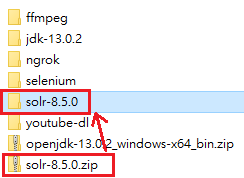 ffmpeg
jdk-13.0.2
ngrok
selenium
solr-8.5.0
youtube-dl
openjdk-13.0.2_windows-x64_bin.zip
solr-8.5.0.zip